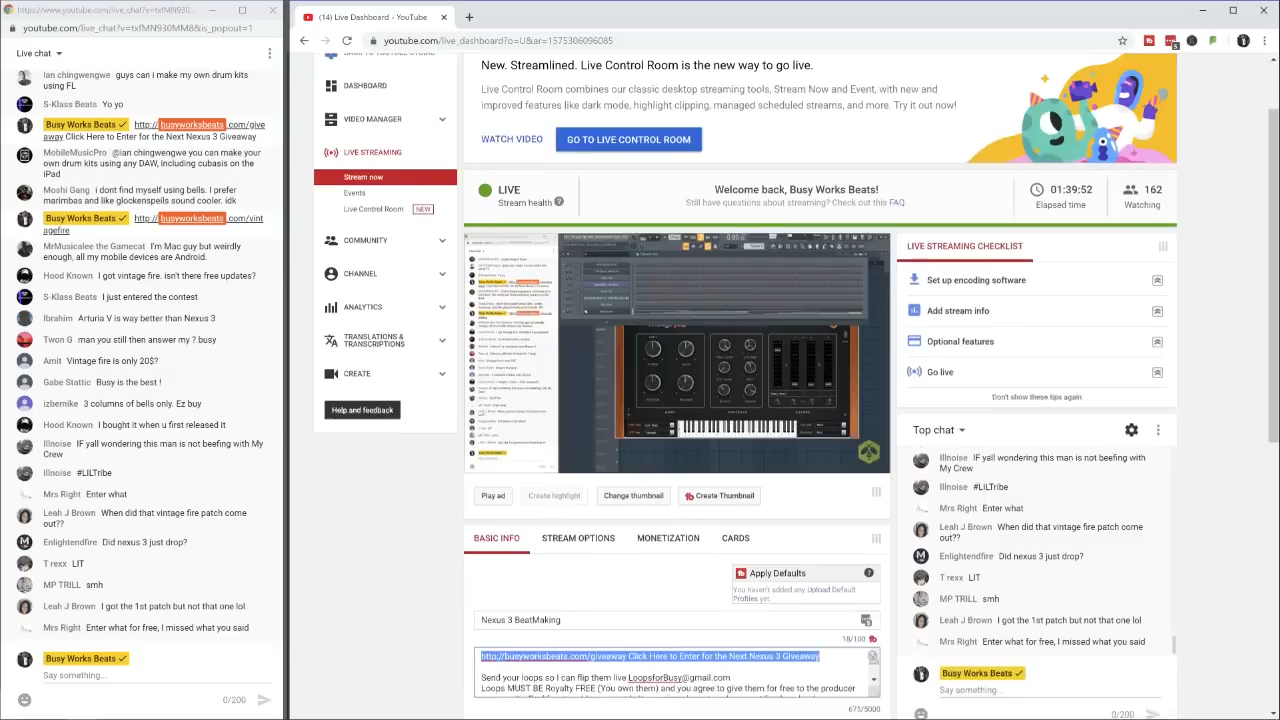 https://www.youtube.com/live_chat?v=txfMN930...
youtube.com/live_chat?v=txfMN930MM8&is_popout=1
Live chat
Ian chingwengwe guys can i make my own drum kits
using FL
S-Klass Beats Yo yo
Busy Works Beats http://busyworksbeats.com/give
away Click Here to Enter for the Next Nexus 3 Giveaway
MobileMusicPro @ian chingwengwe you can make your
own drum kits using any DAW, including cubasis on the
iPad
Moshi Gang i dont find myself using bells. I prefer
marimbas and like glockenspeils sound cooler. idk
Busy Works Beats http://busyworksbeats.com/vint
agefire
MrMusicalee the Gamecat I'm Mac guy but weirdly
enough, all my mobile devices are Android
Hood Known I got vintage fire. isn't there free updates?
S-Klass Beats I just entered the contest
Ibrahim Arturia V is way better than Nexus 3
Twon G man you still then answer my ? busy
Amit Vintage fire is only 20$?
Gabe Stattic Busy is the best !
3 columns of bells only. Ez buy
Hood Known I bought it when u first released it
Illnoise IF yall wondering this man is not beefing with My
Crew
Illnoise #LILTribe
Mrs Right Enter what
Leah J Brown When did that vintage fire patch come
out??
Enlightendfire Did nexus 3 just drop?
T rexx LIT
MP TRILL smh
Leah J Brown I got the 1st patch but not that one lol
Mrs Right Enter what for free, I missed what you said
Busy Works Beats
Say something...
0/200
(14) Live Dashboard - YouTube
youtube.com/live_dashboard?o=U&ar=1575306096085
BACK TO YOUTUBE STUDIO
DASHBOARD
VIDEO MANAGER
LIVE STREAMING
Stream now
Events
Live Control Room NEW
COMMUNITY
CHANNEL
ANALYTICS
TRANSLATIONS &
TRANSCRIPTIONS
CREATE
Help and feedback
New. Streamlined. Live Control Room is the new way to go live.
Live Control Room combines our classic desktop streaming tools, Stream Now and Event, with new and
improved features like dark mode, highlight clipping, managed scheduled streams, and more. Try it out now!
WATCH VIDEO
GO TO LIVE CONTROL ROOM
LIVE
Stream health
Welcome back, Busy Works Beats!
Still have questions about streaming? Check out this FAQ
01:39:52
Elapsed time
162
Watching
Play ad
Create highlight
Change thumbnail
Create Thumbnail
BASIC INFO
STREAM OPTIONS
MONETIZATION
CARDS
Apply Defaults
You haven't added any Upload Default
Profiles yet.
Nexus 3 BeatMaking
18/100
http://busyworksbeats.com/giveaway Click Here to Enter for the Next Nexus 3 Giveaway
Send your loops so I can flip them live LoopsforBusy@gmail.com
Loops MUST BE Royalty FREE (You own them) and you agree to give them for free to the producer
675/5000
LIVE STREAMING CHECKLIST
Set up encoding software
Add stream info
Optional features
Go live
Don't show these tips again
Top chat
Illnoise IF yall wondering this man is not beefing with
My Crew
Illnoise #LILTribe
Mrs Right Enter what
Leah J Brown When did that vintage fire patch come
out??
Enlightendfire Did nexus 3 just drop?
T rexx LIT
MP TRILL smh
Leah J Brown I got the 1st patch but not that one lol
Mrs Right Enter what for free, I missed what you said
Busy Works Beats
Say something...
0/200